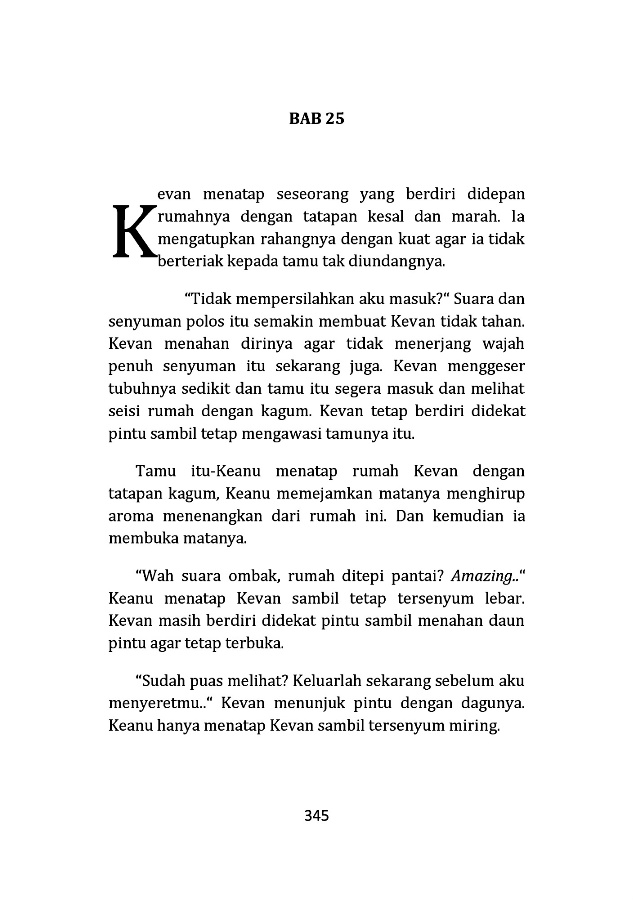 BAB 25
Kevan menatap seseorang yang berdiri didepan
rumahnya dengan tatapan kesal dan marah. Ia
mengatupkan rahangnya dengan kuat agar ia tidak
berteriak kepada tamu tak diundangnya.
“Tidak mempersilahkan aku masuk?“ Suara dan
senyuman polos itu semakin membuat Kevan tidak tahan.
Kevan menahan dirinya agar tidak menerjang wajah
penuh senyuman itu sekarang juga. Kevan menggeser
tubuhnya sedikit dan tamu itu segera masuk dan melihat
seisi rumah dengan kagum. Kevan tetap berdiri didekat
pintu sambil tetap mengawasi tamunya itu.
Tamu itu-Keanu menatap rumah Kevan dengan
tatapan kagum, Keanu memejamkan matanya menghirup
aroma menenangkan dari rumah ini. Dan kemudian ia
membuka matanya.
“Wah suara ombak, rumah ditepi pantai? Amazing..“
Keanu menatap Kevan sambil tetap tersenyum lebar.
Kevan masih berdiri didekat pintu sambil menahan daun
pintu agar tetap terbuka.
“Sudah puas melihat? Keluarlah sekarang sebelum aku
menyeretmu..“ Kevan menunjuk pintu dengan dagunya.
Keanu hanya menatap Kevan sambil tersenyum miring.
345